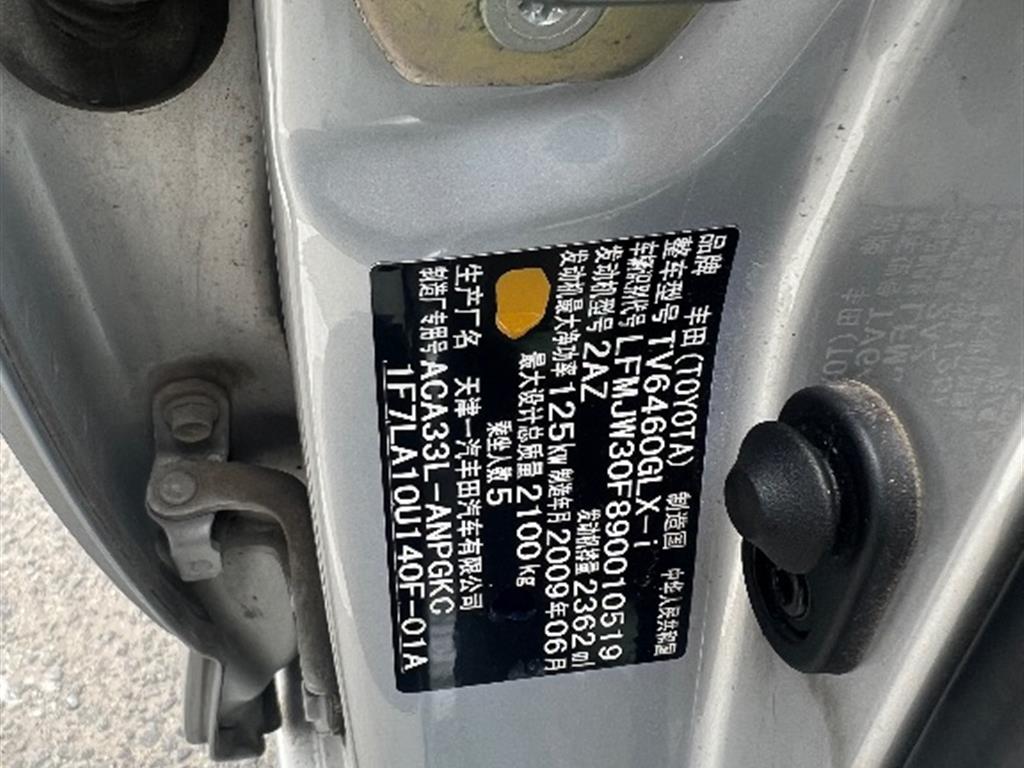 品牌 丰田(TOYOTA) 制造国 中华人民共和国
整车型号 TV6460GLX-i
车辆识别代号 LFMJW30F890010519
发动机型号 2AZ 发动机排量 2362 ml
发动机最大净功率 125kw 制造年月 2009年06月
最大设计总质量 2100kg
乘坐人数 5
生产厂名 天津一汽丰田汽车有限公司
制造厂专用号 ACA33L-ANPGKC
1F7LA10U140F-01A